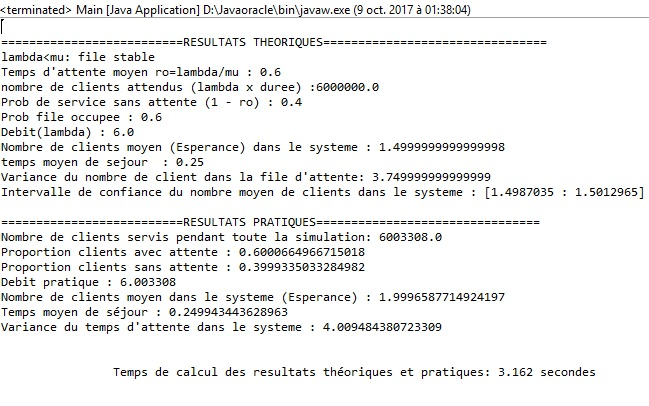 <terminated> Main [Java Application] D:\Javaoracle\bin\javaw.exe (9 oct. 2017 à 01:38:04)
==========================RESULTATS THEORIQUES================================
lambda<mu: file stable
Temps d'attente moyen ro=lambda/mu : 0.6
nombre de clients attendus (lambda x duree) :6000000.0
Prob de service sans attente (1 - ro) : 0.4
Prob file occupee : 0.6
Debit(lambda) : 6.0
Nombre de clients moyen (Esperance) dans le systeme : 1.4999999999999998
temps moyen de sejour  : 0.25
Variance du nombre de client dans la file d'attente: 3.749999999999999
Intervalle de confiance du nombre moyen de clients dans le systeme : [1.4987035 : 1.5012965]
==========================RESULTATS PRATIQUES================================
Nombre de clients servis pendant toute la simulation: 6003308.0
Proportion clients avec attente : 0.6000664966715018
Proportion clients sans attente : 0.3999335033284982
Debit pratique : 6.003308
Nombre de clients moyen dans le systeme (Esperance) : 1.9996587714924197
Temps moyen de séjour : 0.249943443628963
Variance du temps d'attente dans le systeme : 4.009484380723309
Temps de calcul des resultats théoriques et pratiques: 3.162 secondes